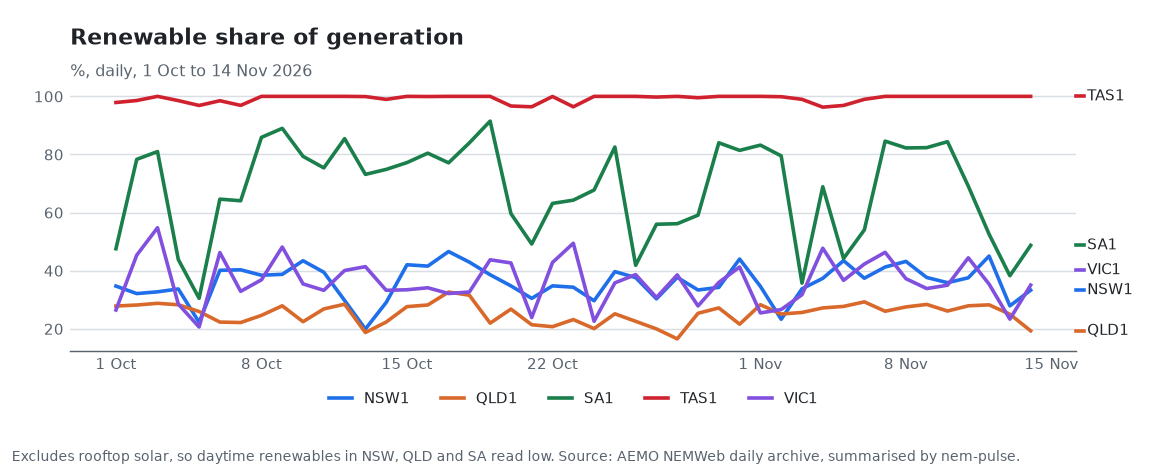 Renewable share of generation
%, daily, 1 Oct to 14 Nov 2026
100
80
60
40
20
TAS1
SA1
VIC1
NSW1
QLD1
1 Oct 8 Oct 15 Oct 22 Oct 1 Nov 8 Nov 15 Nov
NSW1 QLD1 SA1 TAS1 VIC1
Excludes rooftop solar, so daytime renewables in NSW, QLD and SA read low. Source: AEMO NEMWeb daily archive, summarised by nem-pulse.